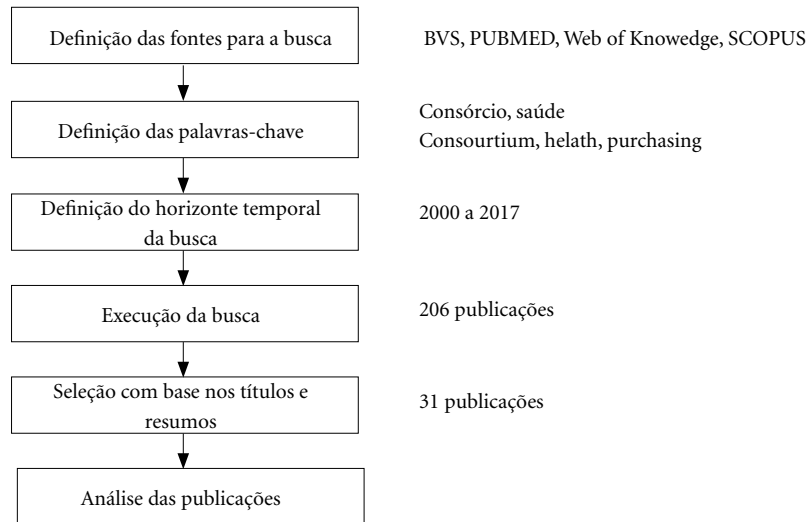 Definição das fontes para a busca
BVS, PUBMED, Web of Knowedge, SCOPUS
Definição das palavras-chave
Consórcio, saúde
Consourtium, helath, purchasing
Definição do horizonte temporal
da busca
2000 a 2017
Execução da busca
206 publicações
Seleção com base nos títulos e
resumos
31 publicações
Análise das publicações